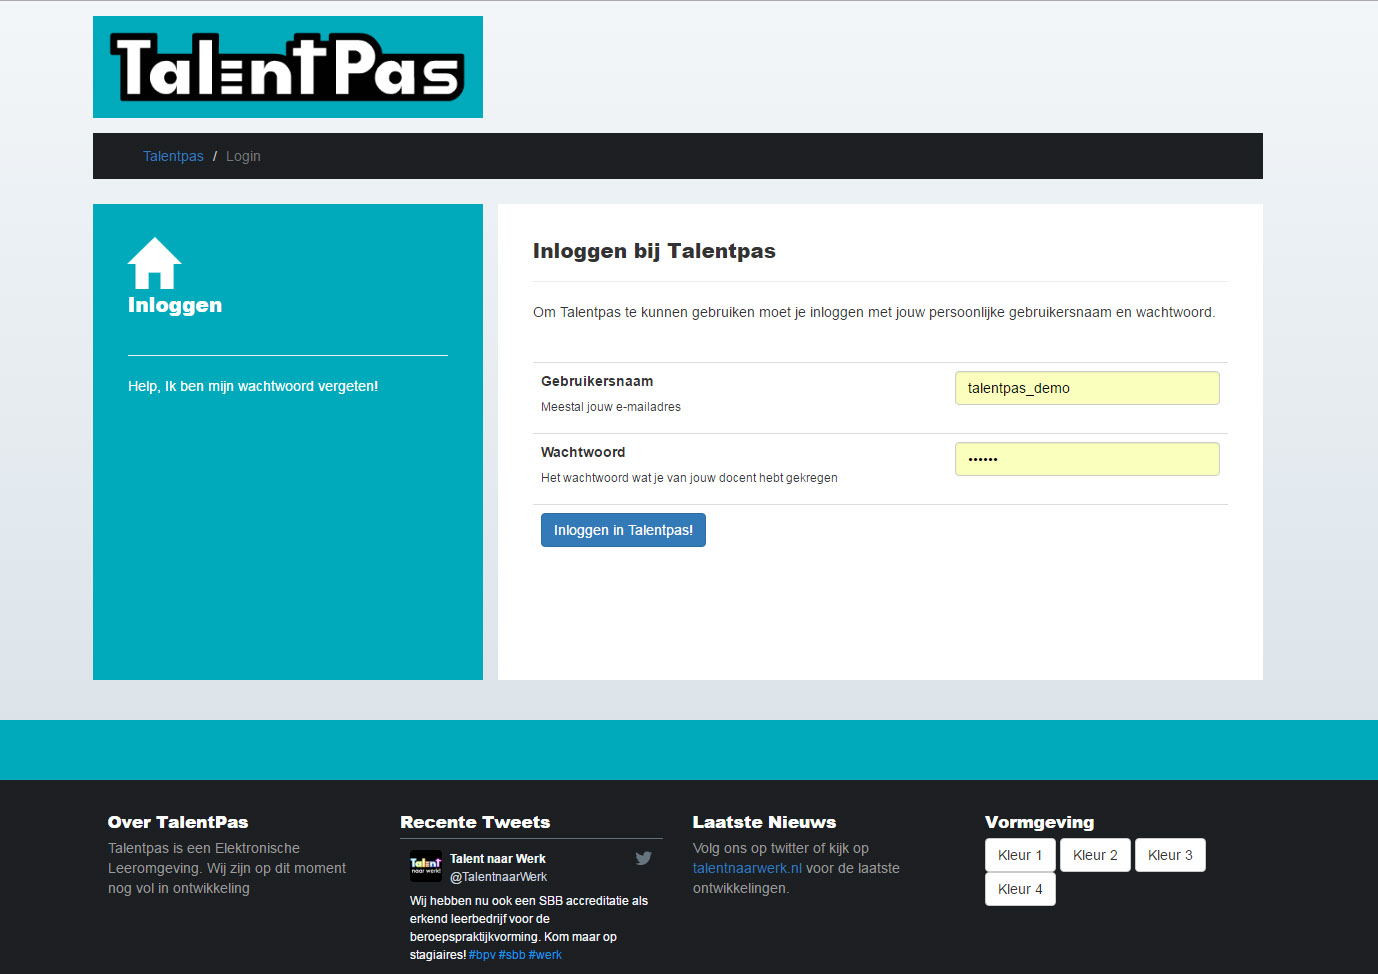 TalentPas
Talentpas / Login
Inloggen
Help, Ik ben mijn wachtwoord vergeten!
Inloggen bij Talentpas
Om Talentpas te kunnen gebruiken moet je inloggen met jouw persoonlijke gebruikersnaam en wachtwoord.
Gebruikersnaam
talentpas_demo
Meestal jouw e-mailadres
Wachtwoord
••••••
Het wachtwoord wat je van jouw docent hebt gekregen
Inloggen in Talentpas!
Over TalentPas
Talentpas is een Elektronische
Leeromgeving. Wij zijn op dit moment
nog vol in ontwikkeling
Recente Tweets
Talent
naar werk!
Talent naar Werk
@TalentnaarWerk
Wij hebben nu ook een SBB accreditatie als
erkend leerbedrijf voor de
beroepspraktijkvorming. Kom maar op
stagiaires! #bpv #sbb #werk
Laatste Nieuws
Volg ons op twitter of kijk op
talentnaarwerk.nl voor de laatste
ontwikkelingen.
Vormgeving
Kleur 1 Kleur 2 Kleur 3
Kleur 4